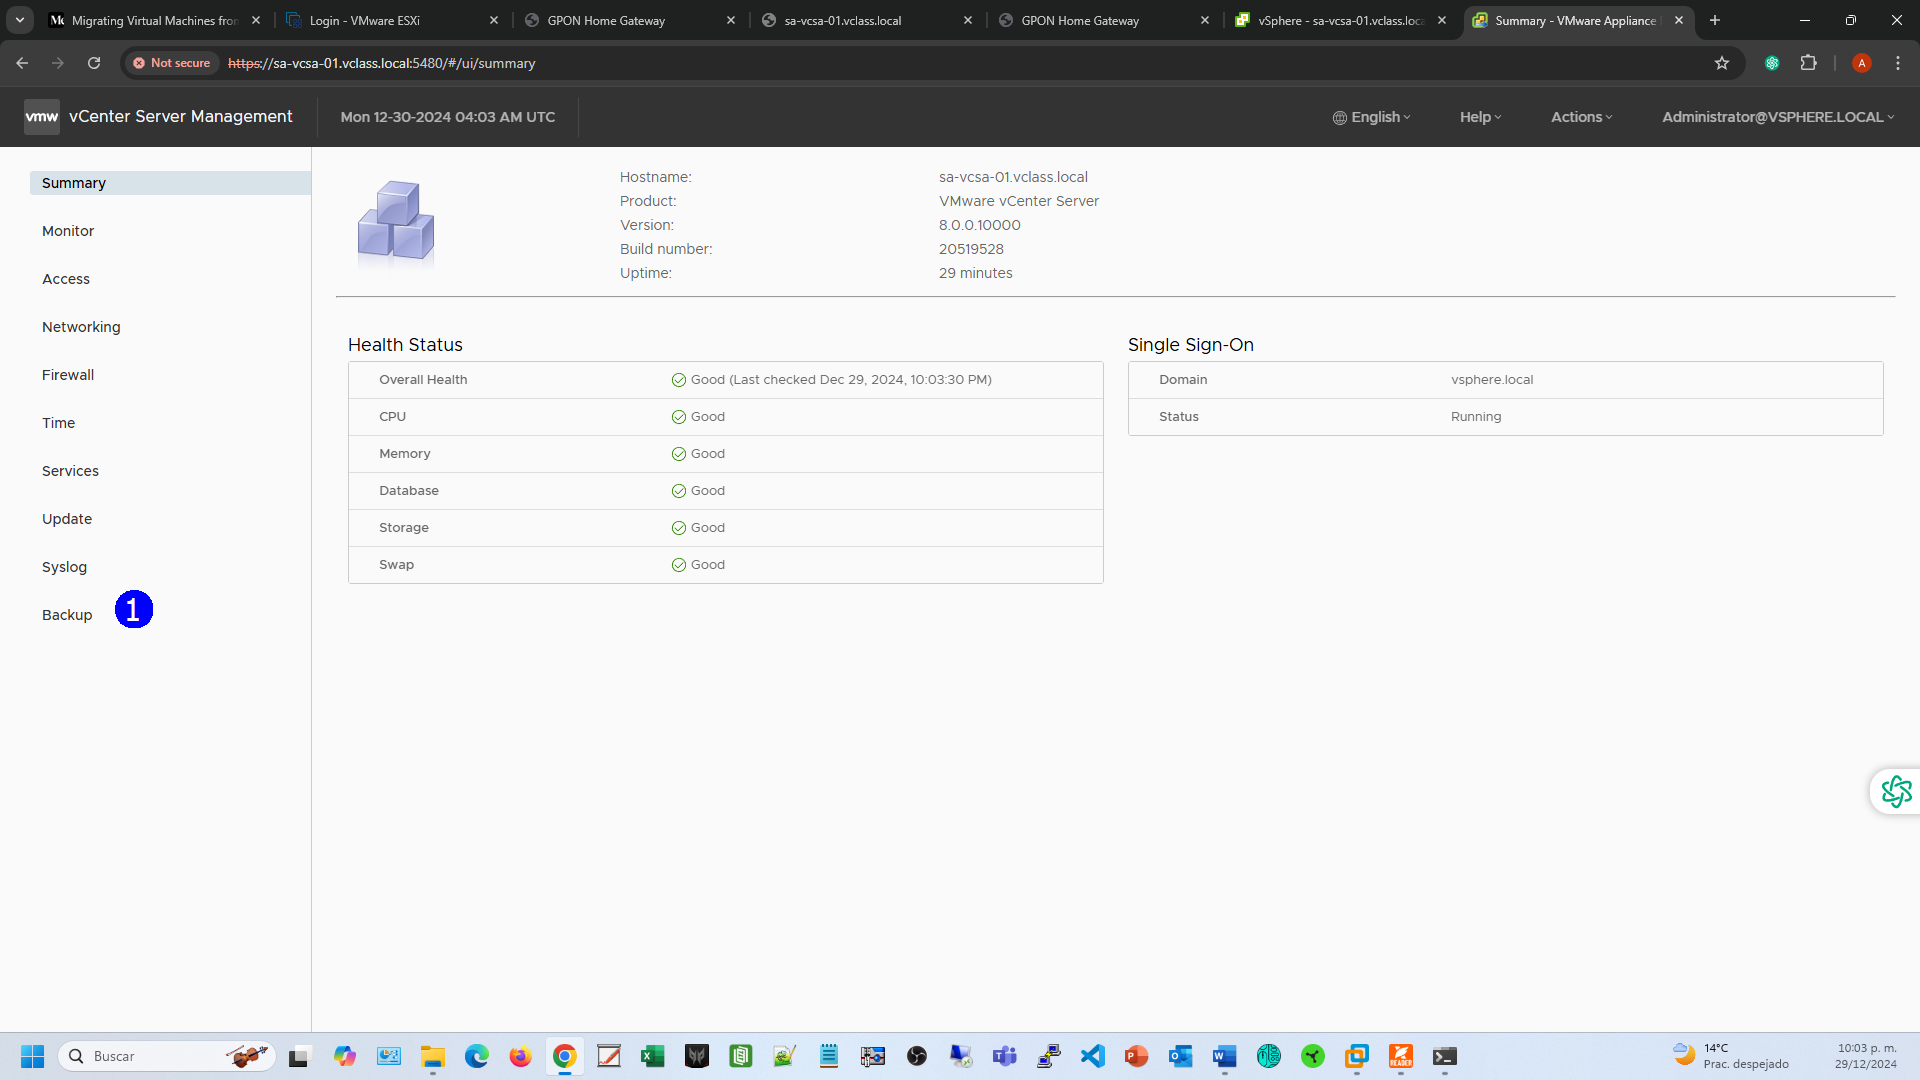 Migrating Virtual Machines fron
Login - VMware ESXi
GPON Home Gateway
sa-vcsa-01.vclass.local
GPON Home Gateway
vSphere - sa-vcsa-01.vclass.loca
Summary - VMware Appliance
Not secure
https://sa-vcsa-01.vclass.local:5480/#/ui/summary
A
vmw vCenter Server Management
Mon 12-30-2024 04:03 AM UTC
English
Help
Actions
Administrator@VSPHERE.LOCAL
Summary
Monitor
Access
Networking
Firewall
Time
Services
Update
Syslog
Backup 1
Hostname: sa-vcsa-01.vclass.local
Product: VMware vCenter Server
Version: 8.0.0.10000
Build number: 20519528
Uptime: 29 minutes
Health Status
Overall Health Good (Last checked Dec 29, 2024, 10:03:30 PM)
CPU Good
Memory Good
Database Good
Storage Good
Swap Good
Single Sign-On
Domain vsphere.local
Status Running
Buscar
14°C
Prac. despejado
10:03 p. m.
29/12/2024